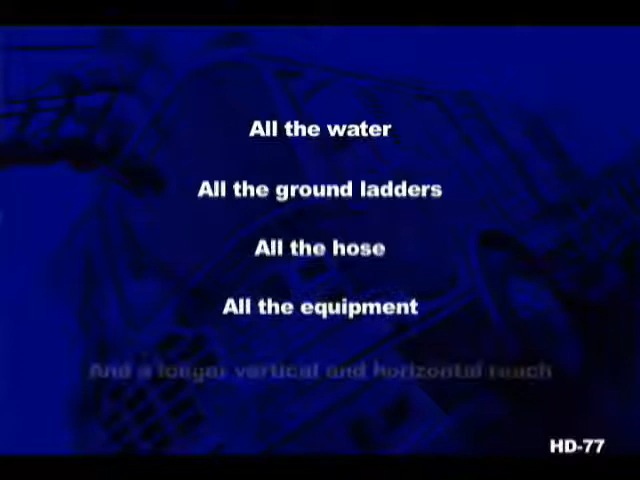 All the water
All the ground ladders
All the hose
All the equipment
And a longer vertical and horizontal reach
HD-77